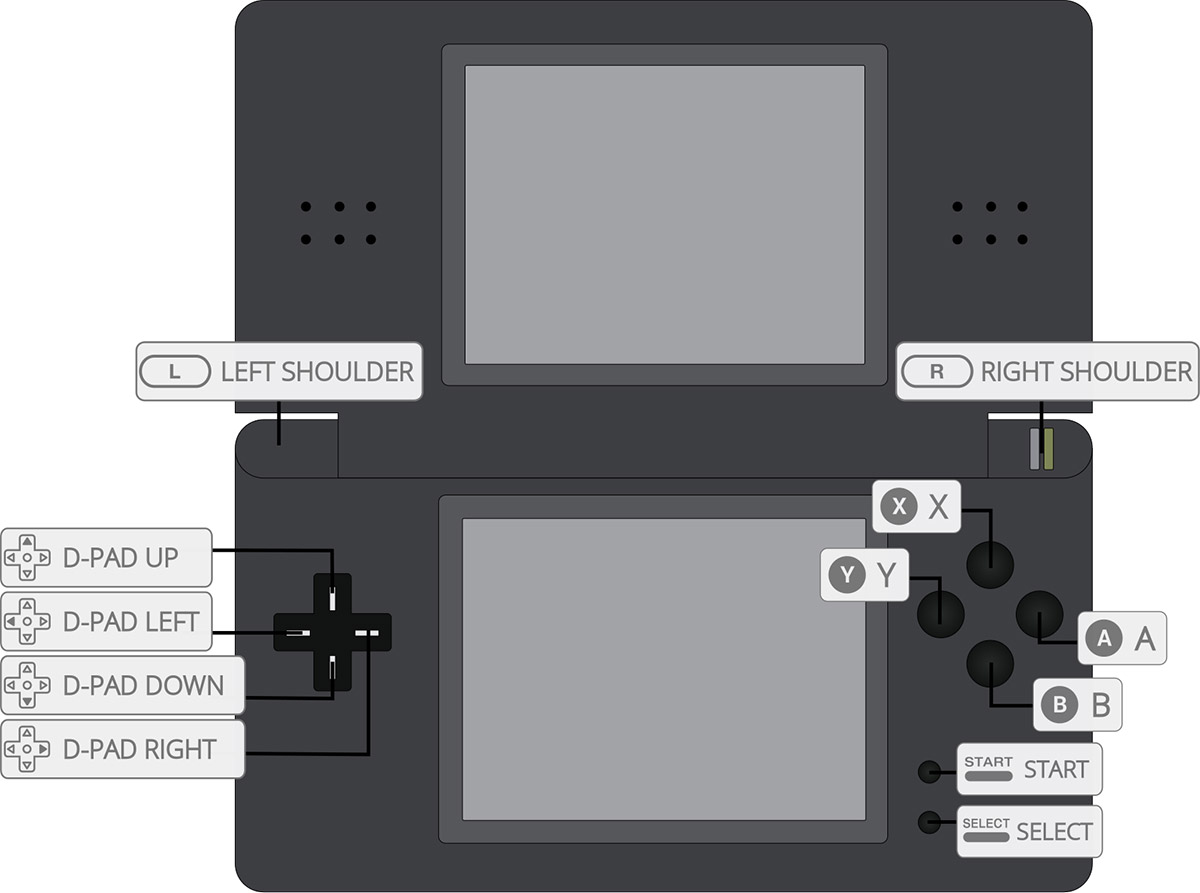 L LEFT SHOULDER
R RIGHT SHOULDER
X X
Y Y
D-PAD UP
D-PAD LEFT
A A
D-PAD DOWN
B B
D-PAD RIGHT
START START
SELECT SELECT